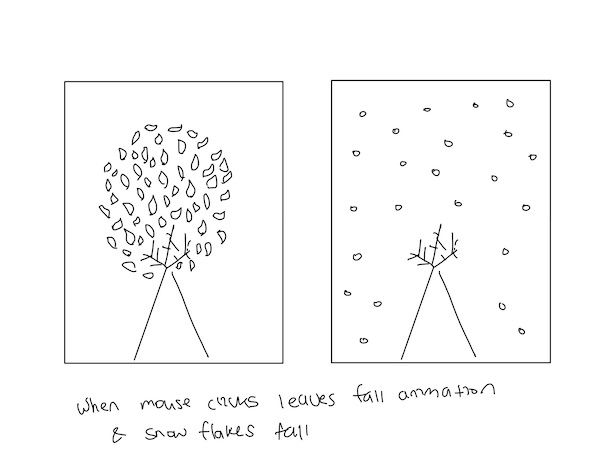 when mouse clicks leaves fall animation
& snow flakes fall